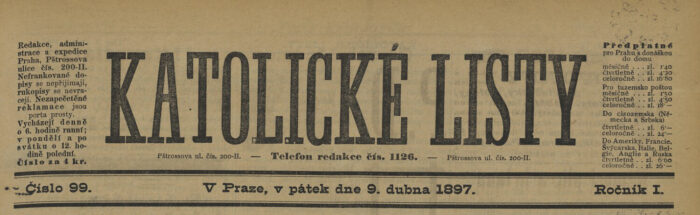 Redakce, admini-
strace a expedice
Praha, Pštrossova
ulice čís. 200-II.
Nefrankované do-
pisy se nepřijímají,
rukopisy se nevra-
cejí. Nezapečetěné
reklamace jsou
porta prosty.
Vycházejí denně
o 6. hodině ranní;
v pondělí a po
svátku o 12. ho-
dině polední.
Číslo za 4 kr.
KATOLICKÉ LISTY
Pštrossova ul. čís. 200-II. — Telefon redakce čís. 1126. — Pštrossova ul. čís. 200-II.
Předplatné
pro Prahu s donáškou
do domu
měsíčně . . . zl. 1·40
čtvrtletně . . zl. 4·20
celoročně . . zl. 16·80
Pro tuzemsko poštou
měsíčně . . . zl. 1·50
čtvrtletně . . zl. 4·50
celoročně . . zl. 18·—
Do cizozemska (Ně-
mecka a Srbska)
čtvrtletně . . zl. 6·—
celoročně . . zl. 24·—
Do Ameriky, Francie,
Švýcarska, Italie, Bel-
gie, Anglie a Ruska
čtvrtletně . . zl.
celoročně . . zl. 26·—
Číslo 99. V Praze, v pátek dne 9. dubna 1897. Ročník I.